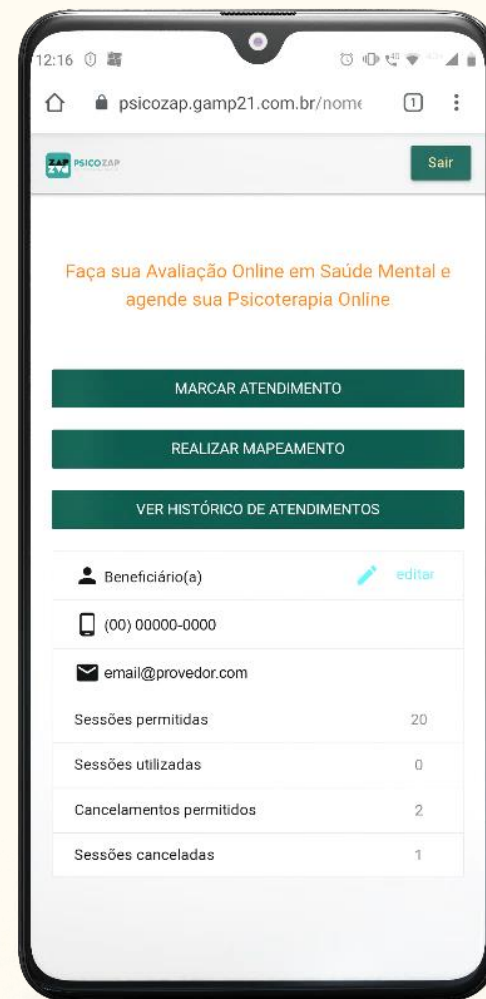 12:16
psicozap.gamp21.com.br/nome
1
ZAP
PSICOZAP
Sair
Faça sua Avaliação Online em Saúde Mental e
agende sua Psicoterapia Online
MARCAR ATENDIMENTO
REALIZAR MAPEAMENTO
VER HISTÓRICO DE ATENDIMENTOS
Beneficiário(a) editar
(00) 00000-0000
email@provedor.com
Sessões permitidas 20
Sessões utilizadas 0
Cancelamentos permitidos 2
Sessões canceladas 1